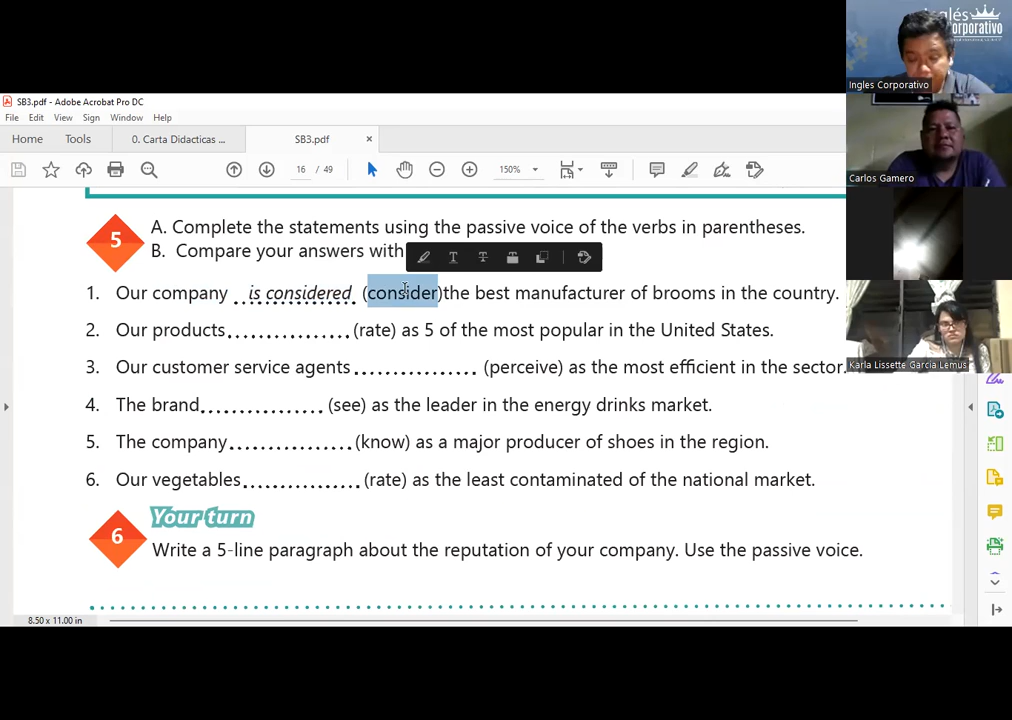 Inglés
Corporativo
Ingles Corporativo
SB3.pdf - Adobe Acrobat Pro DC
File Edit View Sign Window Help
Home Tools 0. Carta Didacticas ... SB3.pdf ×
16 / 49 150%
Carlos Gamero
5
A. Complete the statements using the passive voice of the verbs in parentheses.
B. Compare your answers with
1. Our company is considered (consider)the best manufacturer of brooms in the country.
2. Our products................(rate) as 5 of the most popular in the United States.
3. Our customer service agents................ (perceive) as the most efficient in the sector.
Karla Lissette Garcia Lemus
4. The brand................(see) as the leader in the energy drinks market.
5. The company................(know) as a major producer of shoes in the region.
6. Our vegetables................(rate) as the least contaminated of the national market.
Your turn
6
Write a 5-line paragraph about the reputation of your company. Use the passive voice.
8.50 x 11.00 in